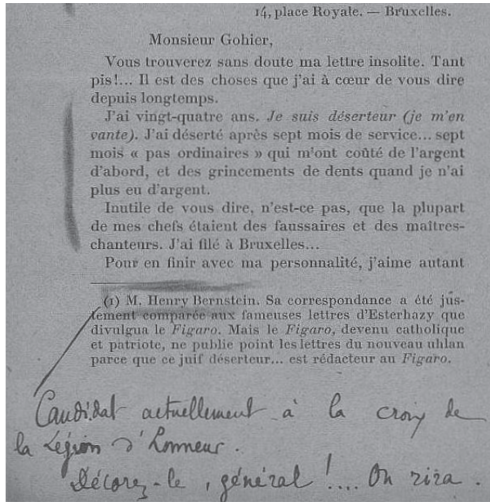 14, place Royale. — Bruxelles.
Monsieur Gohier,
Vous trouverez sans doute ma lettre insolite. Tant
pis!... Il est des choses que j'ai à cœur de vous dire
depuis longtemps.
J'ai vingt-quatre ans. Je suis déserteur (je m'en
vante). J'ai déserté après sept mois de service... sept
mois « pas ordinaires » qui m'ont coûté de l'argent
d'abord, et des grincements de dents quand je n'ai
plus eu d'argent.
Inutile de vous dire, n'est-ce pas, que la plupart
de mes chefs étaient des faussaires et des maîtres-
chanteurs. J'ai filé à Bruxelles...
Pour en finir avec ma personnalité, j'aime autant
(1) M. Henry Bernstein. Sa correspondance a été jus-
tement comparée aux fameuses lettres d'Esterhazy que
divulgua le Figaro. Mais le Figaro, devenu catholique
et patriote, ne publie point les lettres du nouveau uhlan
parce que ce juif déserteur... est rédacteur au Figaro.
Candidat actuellement à la croix de
la Légion d'honneur.
Décorez-le, général !... On rira.